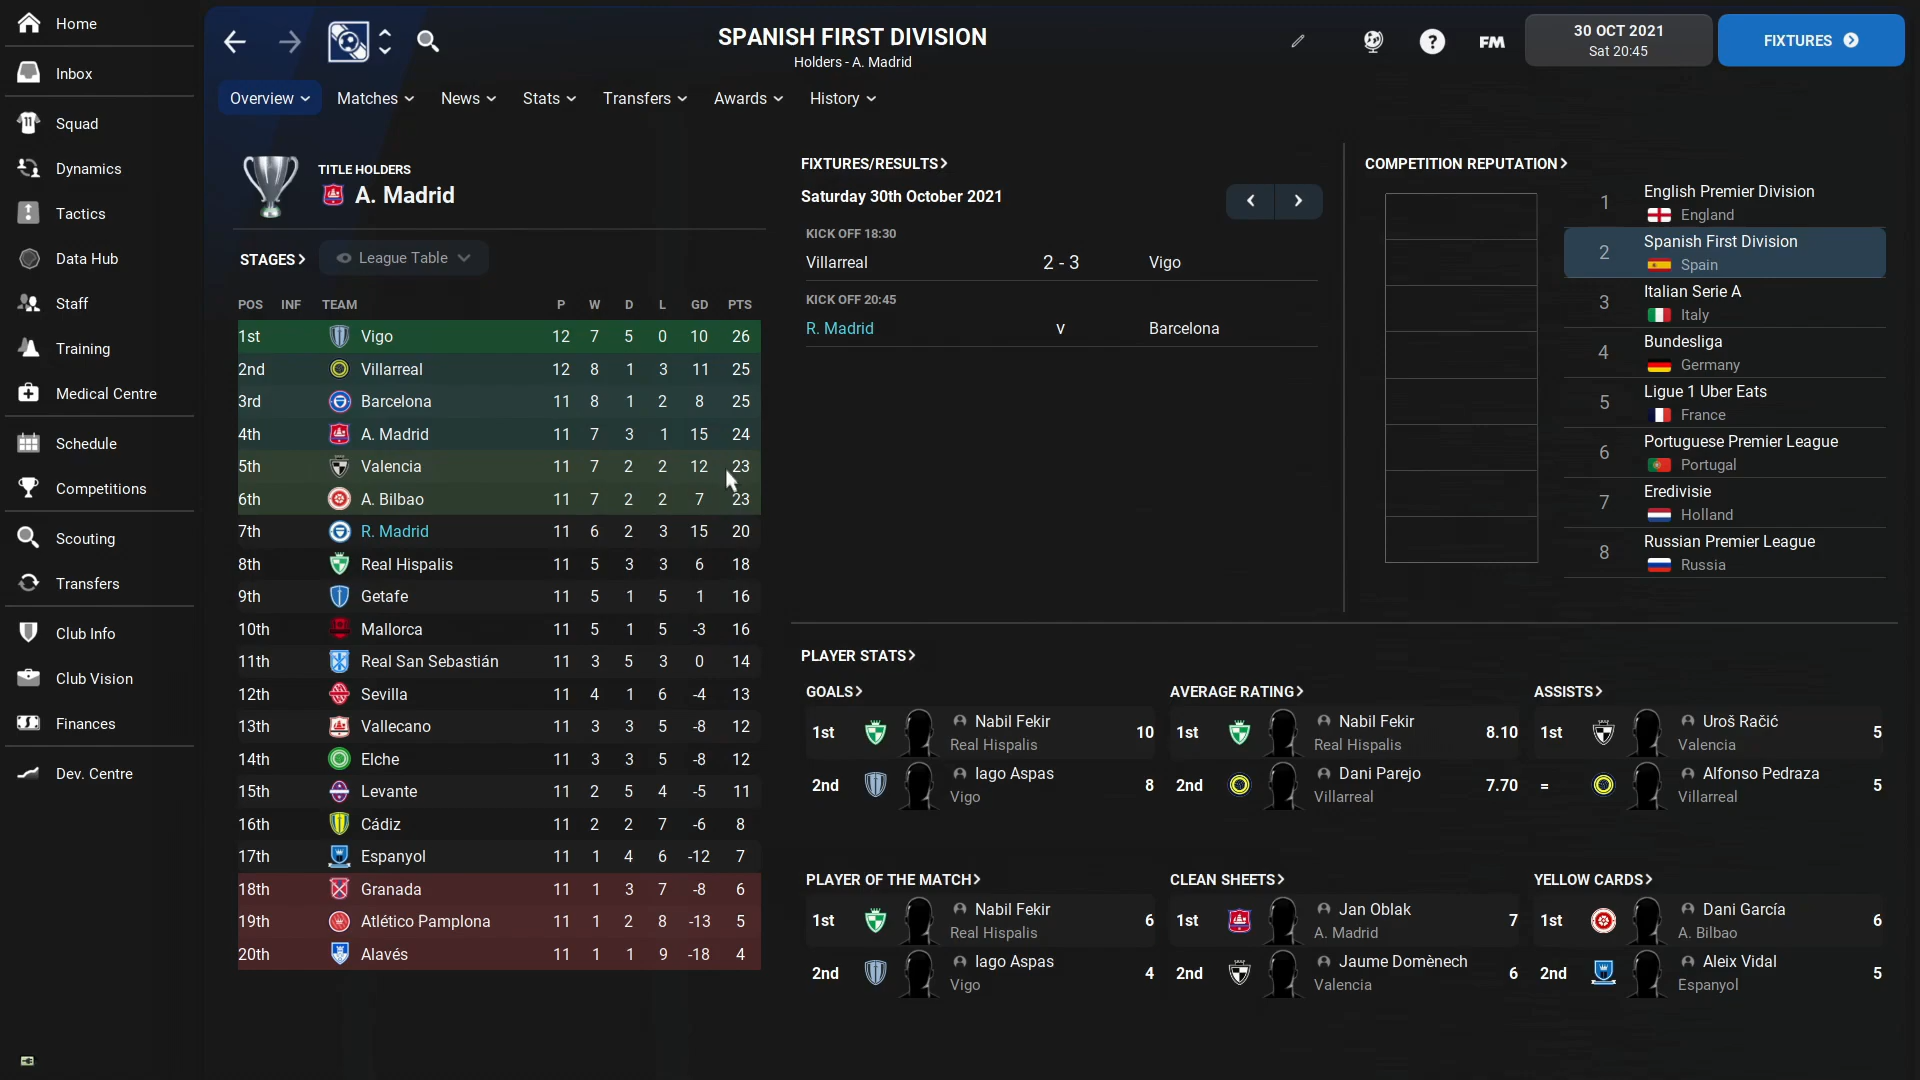 Home
Inbox
Squad
Dynamics
Tactics
Data Hub
Staff
Training
Medical Centre
Schedule
Competitions
Scouting
Transfers
Club Info
Club Vision
Finances
Dev. Centre
SPANISH FIRST DIVISION
Holders - A. Madrid
?
FM
30 OCT 2021
Sat 20:45
FIXTURES
Overview Matches News Stats Transfers Awards History
TITLE HOLDERS
A. Madrid
STAGES League Table
POS INF TEAM P W D L GD PTS
1st Vigo 12 7 5 0 10 26
2nd Villarreal 12 8 1 3 11 25
3rd Barcelona 11 8 1 2 8 25
4th A. Madrid 11 7 3 1 15 24
5th Valencia 11 7 2 2 12 23
6th A. Bilbao 11 7 2 2 7 23
7th R. Madrid 11 6 2 3 15 20
8th Real Hispalis 11 5 3 3 6 18
9th Getafe 11 5 1 5 1 16
10th Mallorca 11 5 1 5 -3 16
11th Real San Sebastián 11 3 5 3 0 14
12th Sevilla 11 4 1 6 -4 13
13th Vallecano 11 3 3 5 -8 12
14th Elche 11 3 3 5 -8 12
15th Levante 11 2 5 4 -5 11
16th Cádiz 11 2 2 7 -6 8
17th Espanyol 11 1 4 6 -12 7
18th Granada 11 1 3 7 -8 6
19th Atlético Pamplona 11 1 2 8 -13 5
20th Alavés 11 1 1 9 -18 4
FIXTURES/RESULTS
Saturday 30th October 2021
KICK OFF 18:30
Villarreal 2 - 3 Vigo
KICK OFF 20:45
R. Madrid v Barcelona
COMPETITION REPUTATION
1 English Premier Division
England
2 Spanish First Division
Spain
3 Italian Serie A
Italy
4 Bundesliga
Germany
5 Ligue 1 Uber Eats
France
6 Portuguese Premier League
Portugal
7 Eredivisie
Holland
8 Russian Premier League
Russia
PLAYER STATS
GOALS
1st Nabil Fekir 10
Real Hispalis
2nd Iago Aspas 8
Vigo
AVERAGE RATING
1st Nabil Fekir 8.10
Real Hispalis
2nd Dani Parejo 7.70
Villarreal
ASSISTS
1st Uroš Račić 5
Valencia
= Alfonso Pedraza 5
Villarreal
PLAYER OF THE MATCH
1st Nabil Fekir 6
Real Hispalis
2nd Iago Aspas 4
Vigo
CLEAN SHEETS
1st Jan Oblak 7
A. Madrid
2nd Jaume Domènech 6
Valencia
YELLOW CARDS
1st Dani García 6
A. Bilbao
2nd Aleix Vidal 5
Espanyol